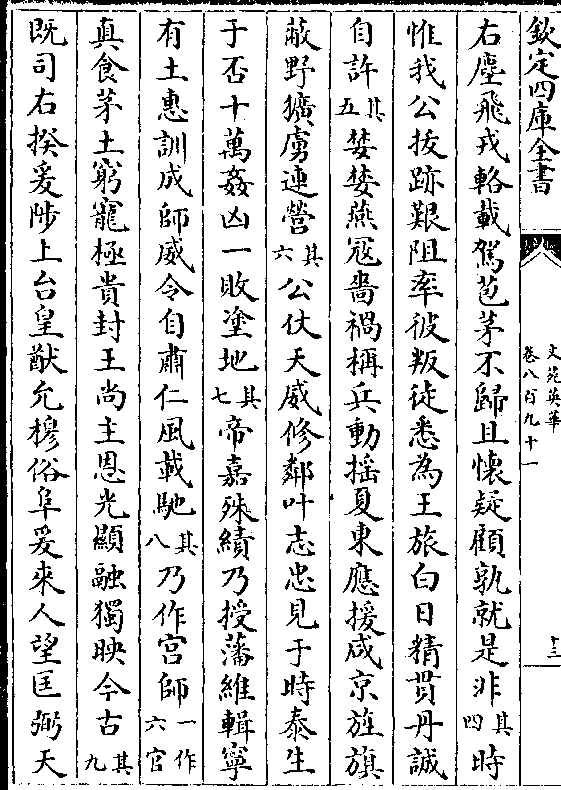 欽定四庫全書
文苑英華
卷八百九十一
十三
右塵飛戎輅載駕苞茅不歸且懷疑顧孰就是非其四時
惟我公拔跡艱阻率彼叛徒悉為王旅白日精貫丹誠
自許其五婪婪燕冦啚禍稱兵動揺夏東應援咸京旌旗
蔽野獷虜連營其六公仗天威修鄰叶志忠見于時泰生
于否十萬姦凶一敗塗地其七帝嘉殊績乃授藩維輯寧
有土惠訓成師威令自肅仁風載馳其八乃作宫師一作六官
真食茅土窮寵極貴封王尚主恩光顯融獨映今古其九
既司右揆爰陟上台皇猷允穆俗阜爰來人望匡弼天